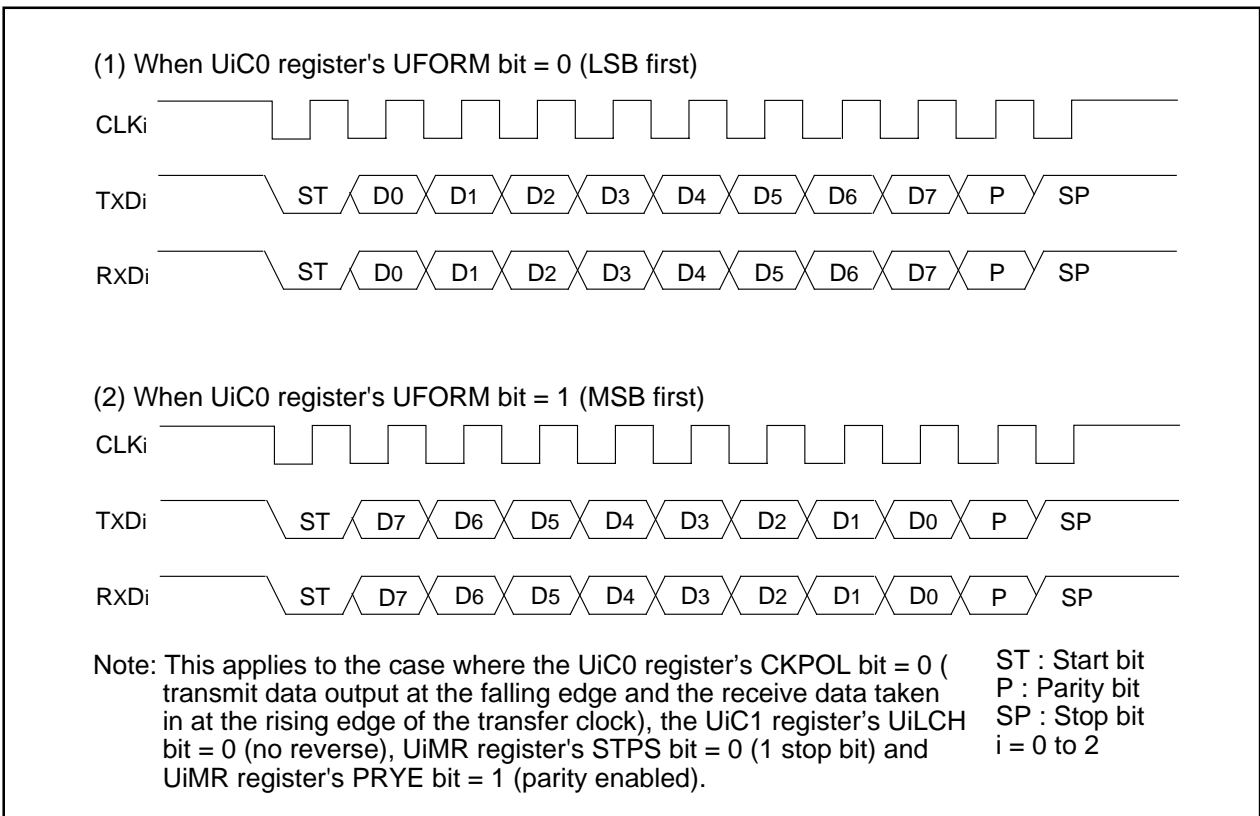 (1) When UiC0 register's UFORM bit = 0 (LSB first)
CLKi
TXDi ST D0 D1 D2 D3 D4 D5 D6 D7 P SP
RXDi ST D0 D1 D2 D3 D4 D5 D6 D7 P SP
(2) When UiC0 register's UFORM bit = 1 (MSB first)
CLKi
TXDi ST D7 D6 D5 D4 D3 D2 D1 D0 P SP
RXDi ST D7 D6 D5 D4 D3 D2 D1 D0 P SP
Note: This applies to the case where the UiC0 register's CKPOL bit = 0 (
transmit data output at the falling edge and the receive data taken
in at the rising edge of the transfer clock), the UiC1 register's UiLCH
bit = 0 (no reverse), UiMR register's STPS bit = 0 (1 stop bit) and
UiMR register's PRYE bit = 1 (parity enabled).
ST : Start bit
P : Parity bit
SP : Stop bit
i = 0 to 2